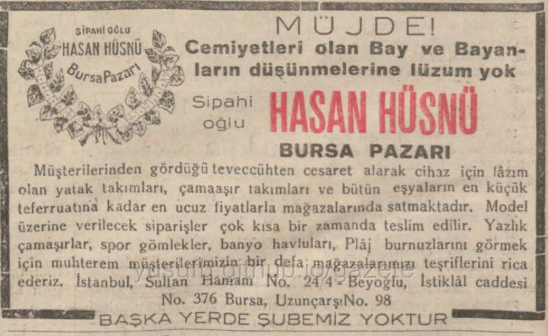 SİPAHİ OĞLU
HASAN HÜSNÜ
Bursa Pazarı
MÜJDE!
Cemiyetleri olan Bay ve Bayan-
ların düşünmelerine lüzum yok
Sipahi
oğlu
HASAN HÜSNÜ
BURSA PAZARI
Müşterilerinden gördüğü teveccühten cesaret alarak cihaz için lâzım
olan yatak takımları, çamaaşır takımları ve bütün eşyaların en küçük
teferruatına kadar en ucuz fiyatlarla mağazalarında satmaktadır. Model
üzerine verilecek siparişler çok kısa bir zamanda teslim edilir. Yazlık
çamaşırlar, spor gömlekler, banyo havluları, Plâj burnuzlarını görmek
için muhterem müşterilerimizin bir defa mağazalarımızı teşriflerini rica
ederiz. İstanbul, Sultan Hamam No. 24/4 Beyoğlu, İstiklâl caddesi
No. 376 Bursa, UzunçarşıNo. 98
BAŞKA YERDE ŞUBEMİZ YOKTUR